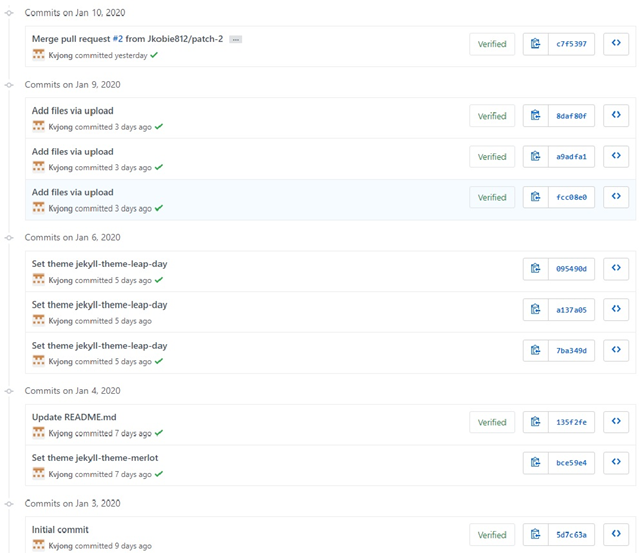 Commits on Jan 10, 2020
Merge pull request #2 from Jkobie812/patch-2 ...
Verified c7f5397
Kvjong committed yesterday
Commits on Jan 9, 2020
Add files via upload
Verified 8daf80f
Kvjong committed 3 days ago
Add files via upload
Verified a9adfa1
Kvjong committed 3 days ago
Add files via upload
Verified fcc08e0
Kvjong committed 3 days ago
Commits on Jan 6, 2020
Set theme jekyll-theme-leap-day
095490d
Kvjong committed 5 days ago
Set theme jekyll-theme-leap-day
a137a05
Kvjong committed 5 days ago
Set theme jekyll-theme-leap-day
7ba349d
Kvjong committed 5 days ago
Commits on Jan 4, 2020
Update README.md
Verified 135f2fe
Kvjong committed 7 days ago
Set theme jekyll-theme-merlot
bce59e4
Kvjong committed 7 days ago
Commits on Jan 3, 2020
Initial commit
Verified 5d7c63a
Kvjong committed 9 days ago